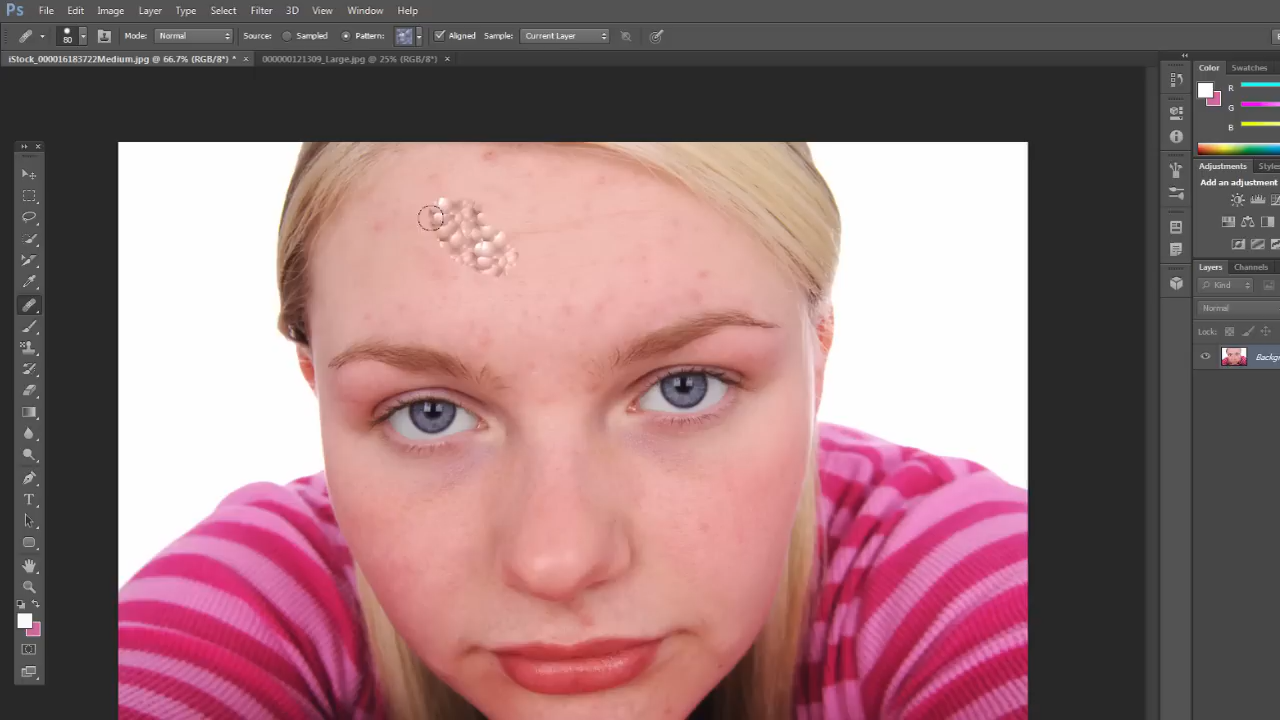 Ps File Edit Image Layer Type Select Filter 3D View Window Help
80 Mode: Normal Source: Sampled Pattern: Aligned Sample: Current Layer
iStock_000016183722Medium.jpg @ 66.7% (RGB/8*) * × 000000121309_Large.jpg @ 25% (RGB/8*) ×
Color Swatches
R
G
B
Adjustments Styles
Add an adjustment
Layers Channels
Kind
Normal
Lock:
Backgr
T